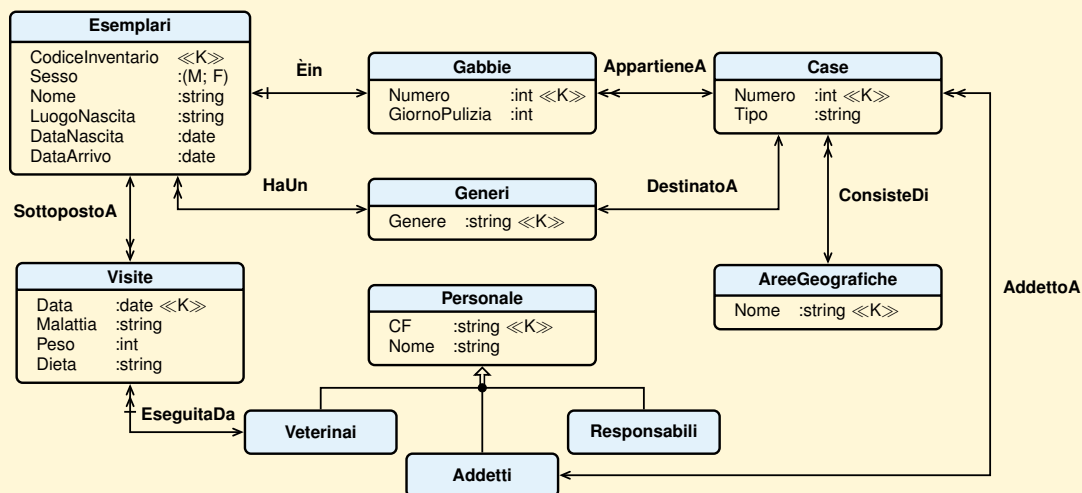 Esemplari
CodiceInventario ≪K≫
Sesso :(M; F)
Nome :string
LuogoNascita :string
DataNascita :date
DataArrivo :date
Èin
Gabbie
Numero :int ≪K≫
GiornoPulizia :int
AppartieneA
Case
Numero :int ≪K≫
Tipo :string
HaUn
Generi
Genere :string ≪K≫
DestinatoA
ConsisteDi
SottopostoA
Visite
Data :date ≪K≫
Malattia :string
Peso :int
Dieta :string
Personale
CF :string ≪K≫
Nome :string
AreeGeografiche
Nome :string ≪K≫
AddettoA
EseguitaDa
Veterinai
Responsabili
Addetti